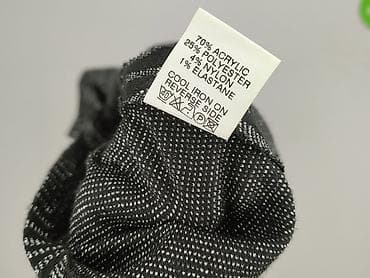 70% ACRYLIC
25% POLYESTER
4% NYLON
1% ELASTANE
COOL IRON ON
REVERSE SIDE